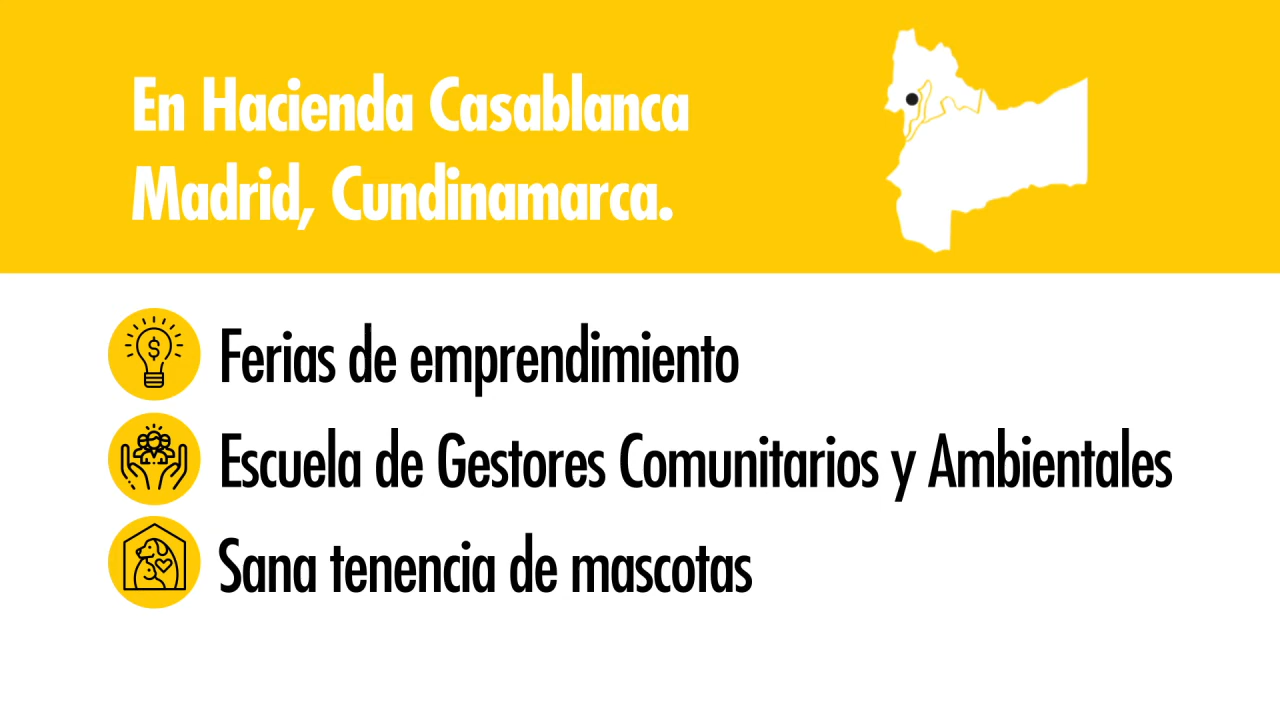 En Hacienda Casablanca
Madrid, Cundinamarca.
$
Ferias de emprendimiento
Escuela de Gestores Comunitarios y Ambientales
Sana tenencia de mascotas